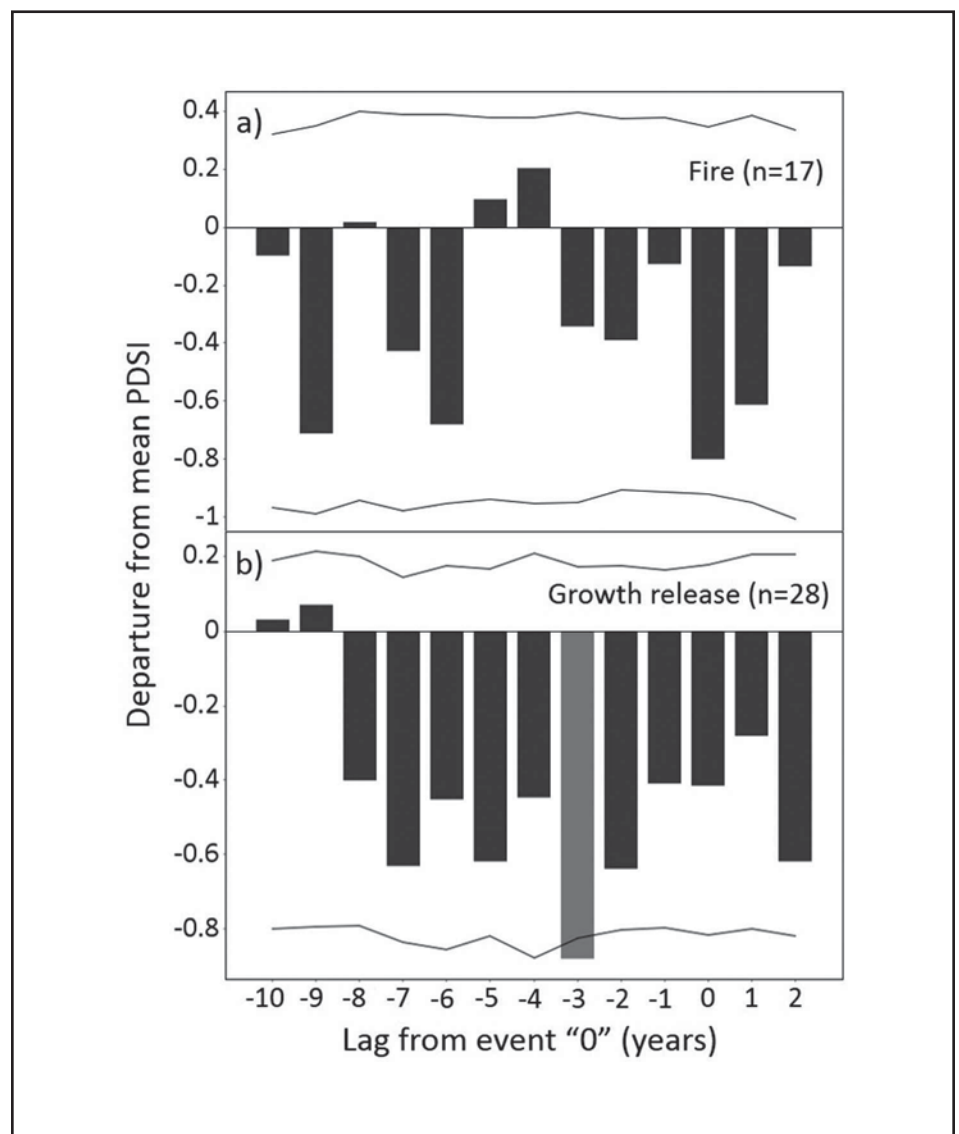 a)
Fire (n=17)
0.4
0.2
0
-0.2
-0.4
-0.6
-0.8
-1
Departure from mean PDSI
b)
Growth release (n=28)
0.2
0
-0.2
-0.4
-0.6
-0.8
-10 -9 -8 -7 -6 -5 -4 -3 -2 -1 0 1 2
Lag from event “0” (years)